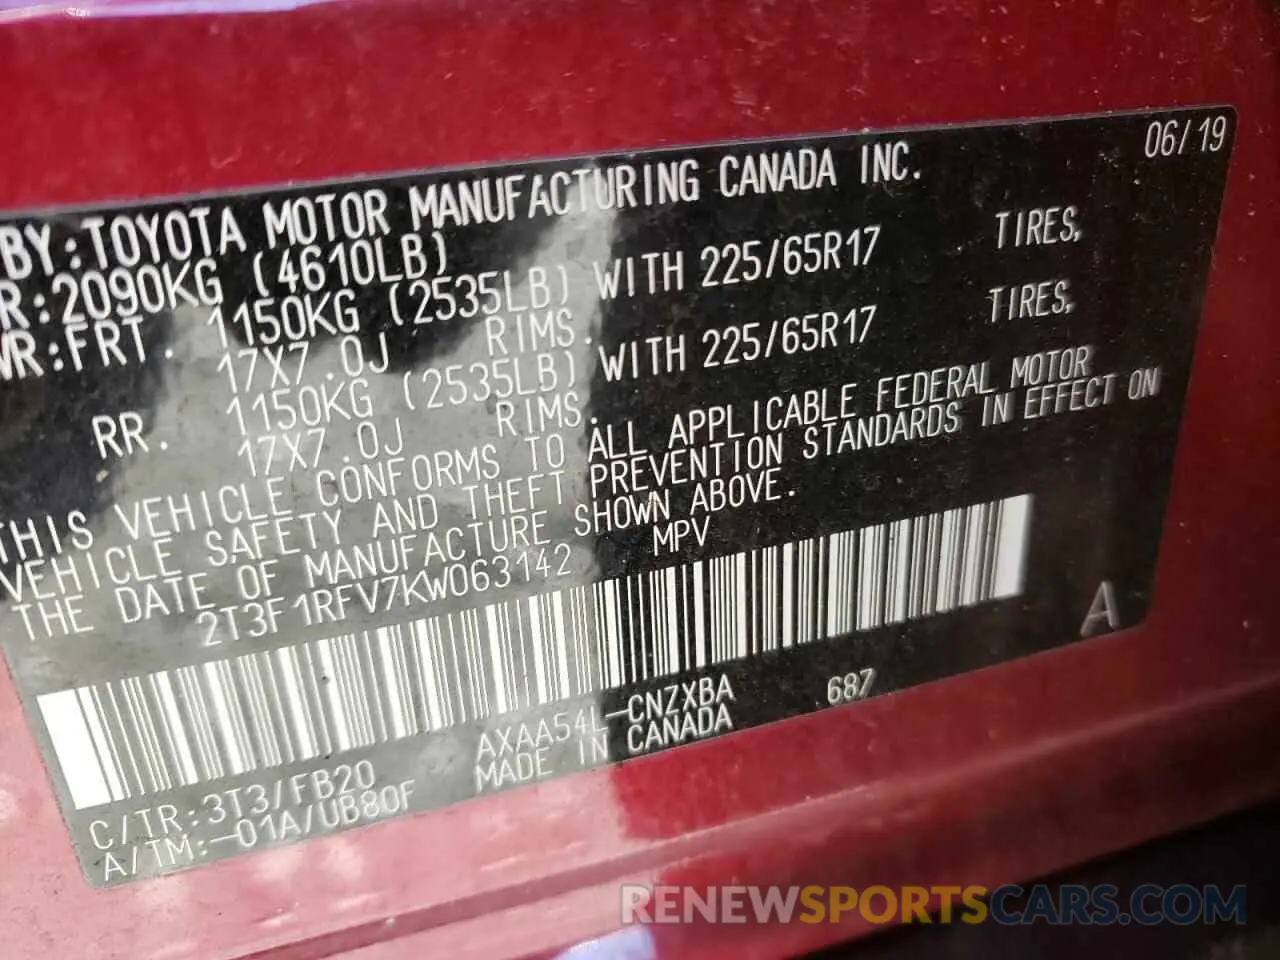 BY:TOYOTA MOTOR MANUFACTURING CANADA INC. 06/19
R:2090KG (4610LB)
WR:FRT. 1150KG (2535LB) WITH 225/65R17 TIRES,
17X7.0J RIMS.
RR. 1150KG (2535LB) WITH 225/65R17 TIRES,
17X7.0J RIMS.
THIS VEHICLE CONFORMS TO ALL APPLICABLE FEDERAL MOTOR
VEHICLE SAFETY AND THEFT PREVENTION STANDARDS IN EFFECT ON
THE DATE OF MANUFACTURE SHOWN ABOVE.
2T3F1RFV7KW063142 MPV
A
C/TR:3T3/FB20 AXAA54L-CNZXBA 687
A/TM:-01A/UB80F MADE IN CANADA
RENEWSPORTSCARS.COM